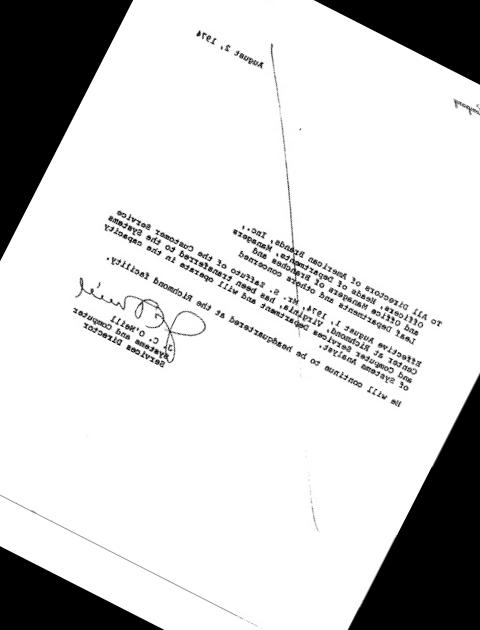 Company
August 2, 1974
To All Directors of American Brands, Inc.,
Officers, Heads of Departments, Managers
and Office Managers of Branches and
Leaf Departments and others concerned
Effective August 1, 1974, Mr. S. Saffuto of the Customer Service
Center at Richmond, Virginia, has been transferred to the Systems
and Computer Services Department and will operate in the capacity
of Systems Analyst.
He will continue to be headquartered at the Richmond facility.
J. C. O'Neill
Systems and Computer
Services Director